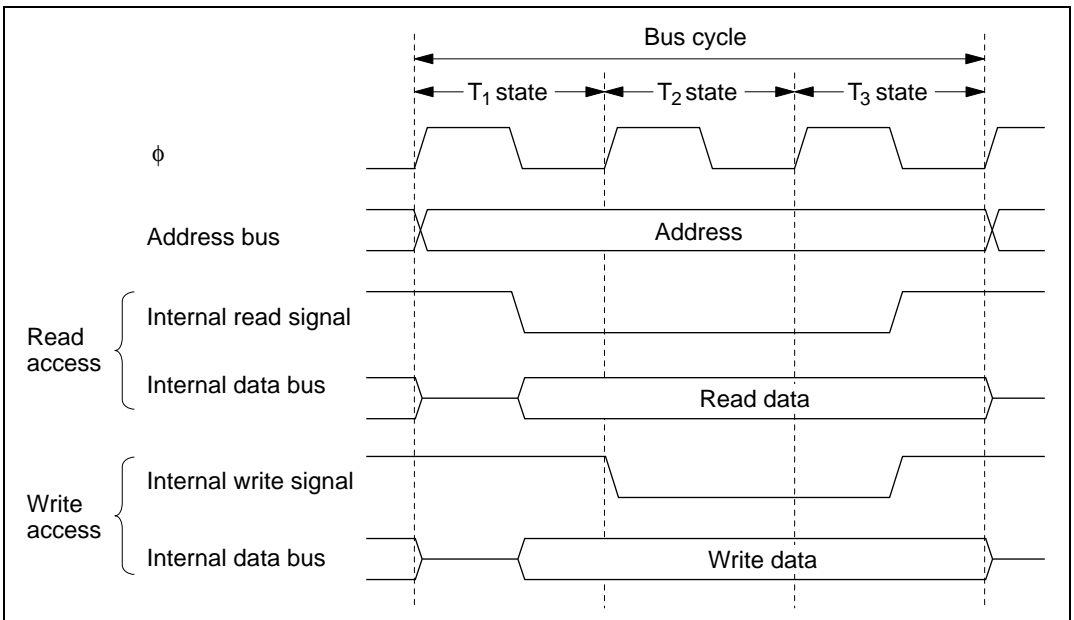 Bus cycle
T1 state
T2 state
T3 state
ϕ
Address bus
Address
Read
access
Internal read signal
Internal data bus
Read data
Write
access
Internal write signal
Internal data bus
Write data